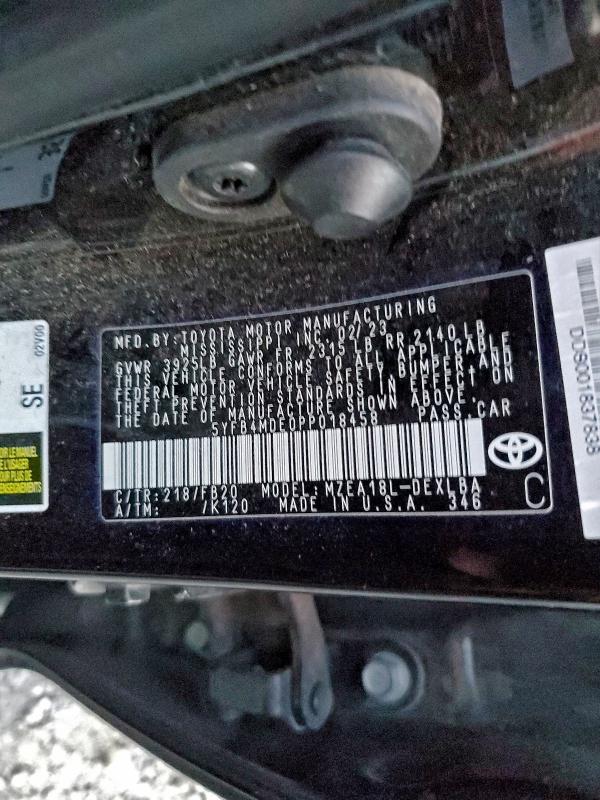 MFD.BY:TOYOTA MOTOR MANUFACTURING
MISSISSIPPI, INC. 02/23
GVWR 3925LB GAWR FR 2315 LB RR 2140 LB
THIS VEHICLE CONFORMS TO ALL APPLICABLE
FEDERAL MOTOR VEHICLE SAFETY, BUMPER, AND
THEFT PREVENTION STANDARDS IN EFFECT ON
THE DATE OF MANUFACTURE SHOWN ABOVE.
5YFB4MDE0PP018458 PASS.CAR
C/TR:218/FB20 MODEL:MZEA18L-DEXLBA
A/TM: /K120 MADE IN U.S.A. 346
C
SE
02V00